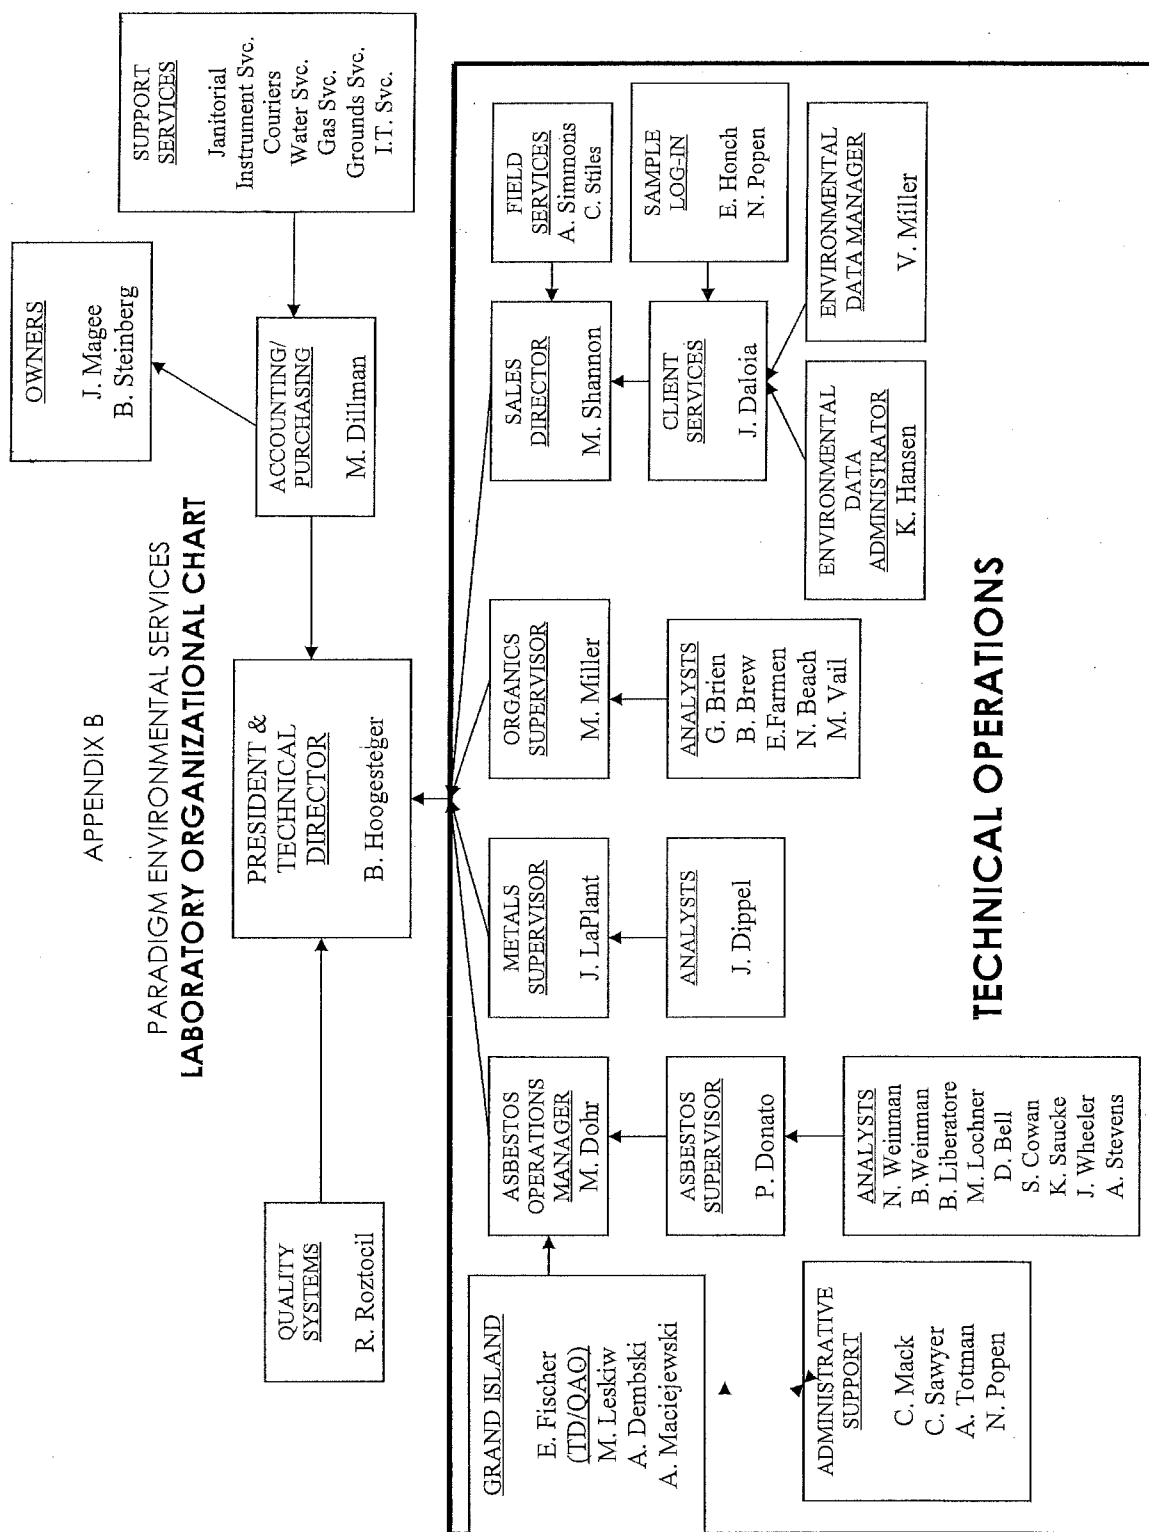 APPENDIX B
PARADIGM ENVIRONMENTAL SERVICES
LABORATORY ORGANIZATIONAL CHART
OWNERS
J. Magee
B. Steinberg
SUPPORT
SERVICES
Janitorial
Instrument Svc.
Couriers
Water Svc.
Gas Svc.
Grounds Svc.
I.T. Svc.
QUALITY
SYSTEMS
R. Roztocil
PRESIDENT &
TECHNICAL
DIRECTOR
B. Hoogesteger
ACCOUNTING/
PURCHASING
M. Dillman
GRAND ISLAND
E. Fischer
(TD/QAO)
M. Leskiw
A. Dembski
A. Maciejewski
ASBESTOS
OPERATIONS
MANAGER
M. Dohr
METALS
SUPERVISOR
J. LaPlant
ORGANICS
SUPERVISOR
M. Miller
SALES
DIRECTOR
M. Shannon
FIELD
SERVICES
A. Simmons
C. Stiles
ASBESTOS
SUPERVISOR
P. Donato
ANALYSTS
J. Dippel
ANALYSTS
G. Brien
B. Brew
E.Farmen
N. Beach
M. Vail
CLIENT
SERVICES
J. Daloia
SAMPLE
LOG-IN
E. Honch
N. Popen
ADMINISTRATIVE
SUPPORT
C. Mack
C. Sawyer
A. Totman
N. Popen
ANALYSTS
N. Weinman
B.Weinman
B. Liberatore
M. Lochner
D. Bell
S. Cowan
K. Saucke
J. Wheeler
A. Stevens
ENVIRONMENTAL
DATA
ADMINISTRATOR
K. Hansen
ENVIRONMENTAL
DATA MANAGER
V. Miller
TECHNICAL OPERATIONS